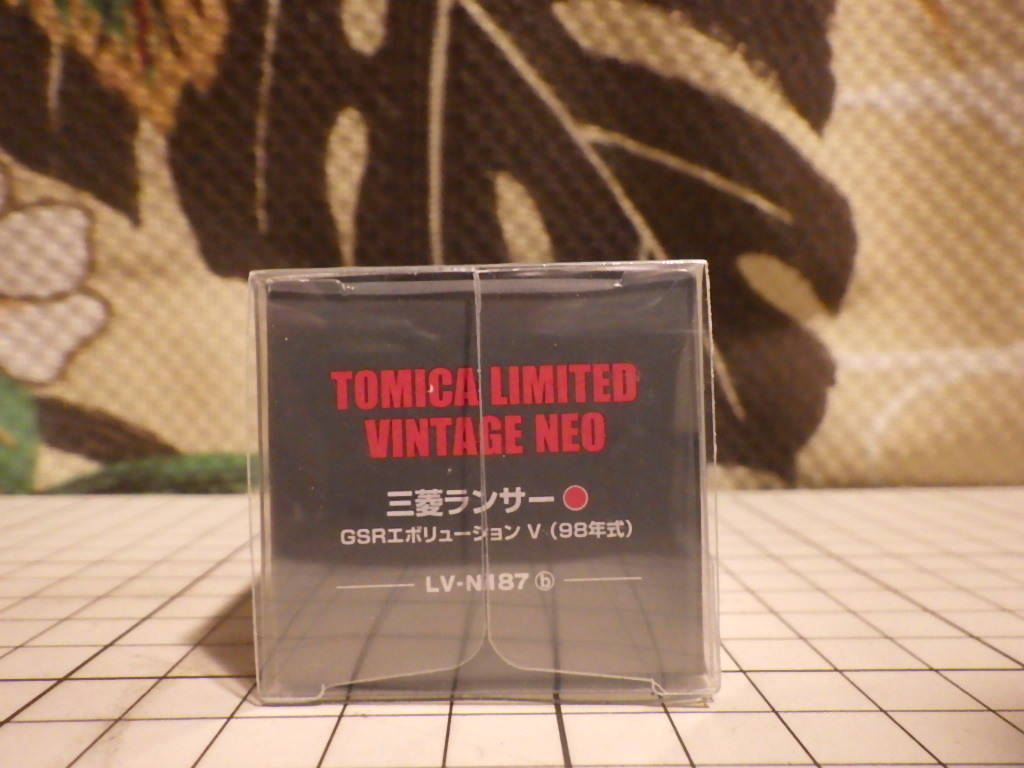 TOMICA LIMITED
VINTAGE NEO
三菱ランサー
GSRエボリューション V（98年式）
LV-N187ⓑ